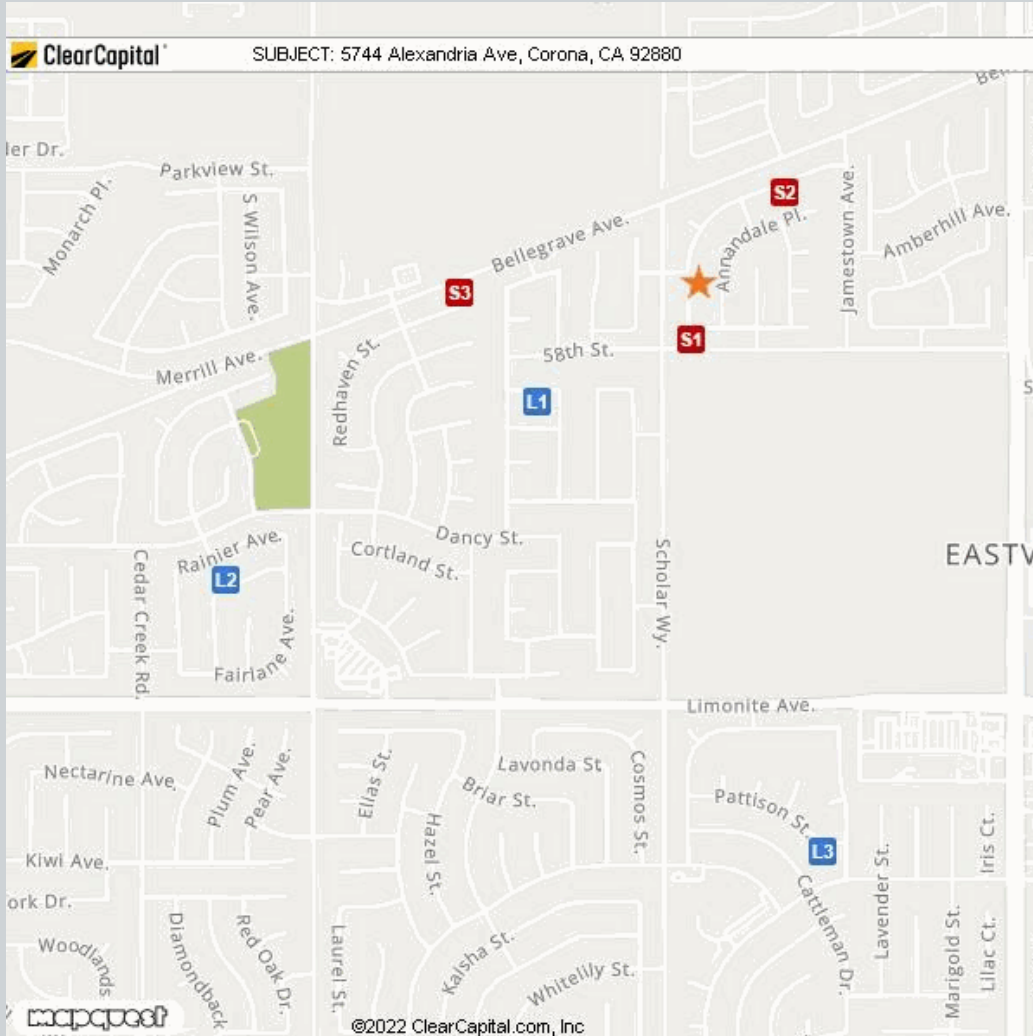 ClearCapital
SUBJECT: 5744 Alexandria Ave, Corona, CA 92880
ler Dr.
Parkview St.
Monarch Pl.
S Wilson Ave.
Bellegrave Ave.
S2
Annandale Pl.
Jamestown Ave.
Amberhill Ave.
S3
S1
58th St.
Merrill Ave.
Redhaven St.
L1
Dancy St.
Cortland St.
Rainier Ave.
L2
Cedar Creek Rd.
Fairlane Ave.
Scholar Wy.
EASTV
Limonite Ave.
Nectarine Ave.
Plum Ave.
Pear Ave.
Ellas St.
Lavonda St
Briar St.
Cosmos St.
Pattison St.
L3
Hazel St.
Kiwi Ave.
ork Dr.
Woodlands
Diamondback
Red Oak Dr.
Laurel St.
Kaisha St.
Whitelily St.
Cattleman Dr.
Lavender St.
Marigold St.
Iris Ct.
Lilac Ct.
mapquest
©2022 ClearCapital.com, Inc